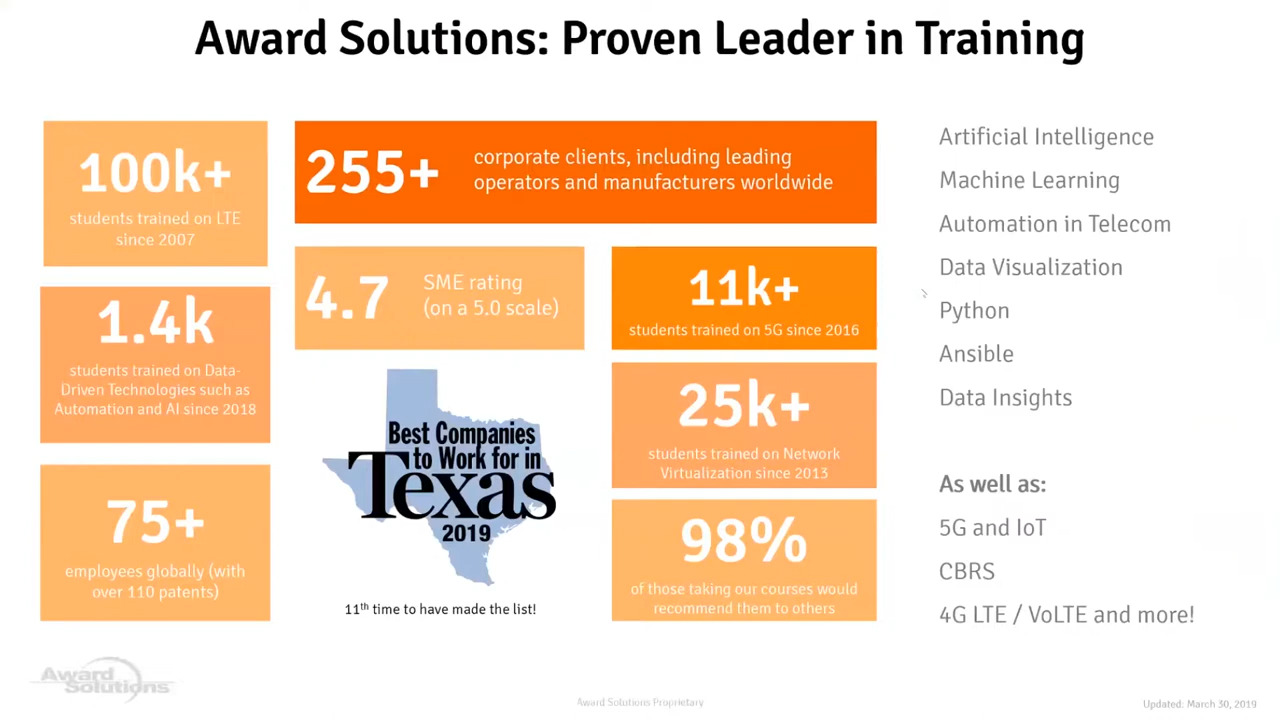 Award Solutions: Proven Leader in Training
100k+
students trained on LTE
since 2007
1.4k
students trained on Data-
Driven Technologies such as
Automation and AI since 2018
75+
employees globally (with
over 110 patents)
255+
corporate clients, including leading
operators and manufacturers worldwide
4.7
SME rating
(on a 5.0 scale)
Best Companies
to Work for in
Texas
2019
11th time to have made the list!
11k+
students trained on 5G since 2016
25k+
students trained on Network
Virtualization since 2013
98%
of those taking our courses would
recommend them to others
Artificial Intelligence
Machine Learning
Automation in Telecom
Data Visualization
Python
Ansible
Data Insights
As well as:
5G and IoT
CBRS
4G LTE / VoLTE and more!
Award
Solutions
Award Solutions Proprietary
Updated: March 30, 2019